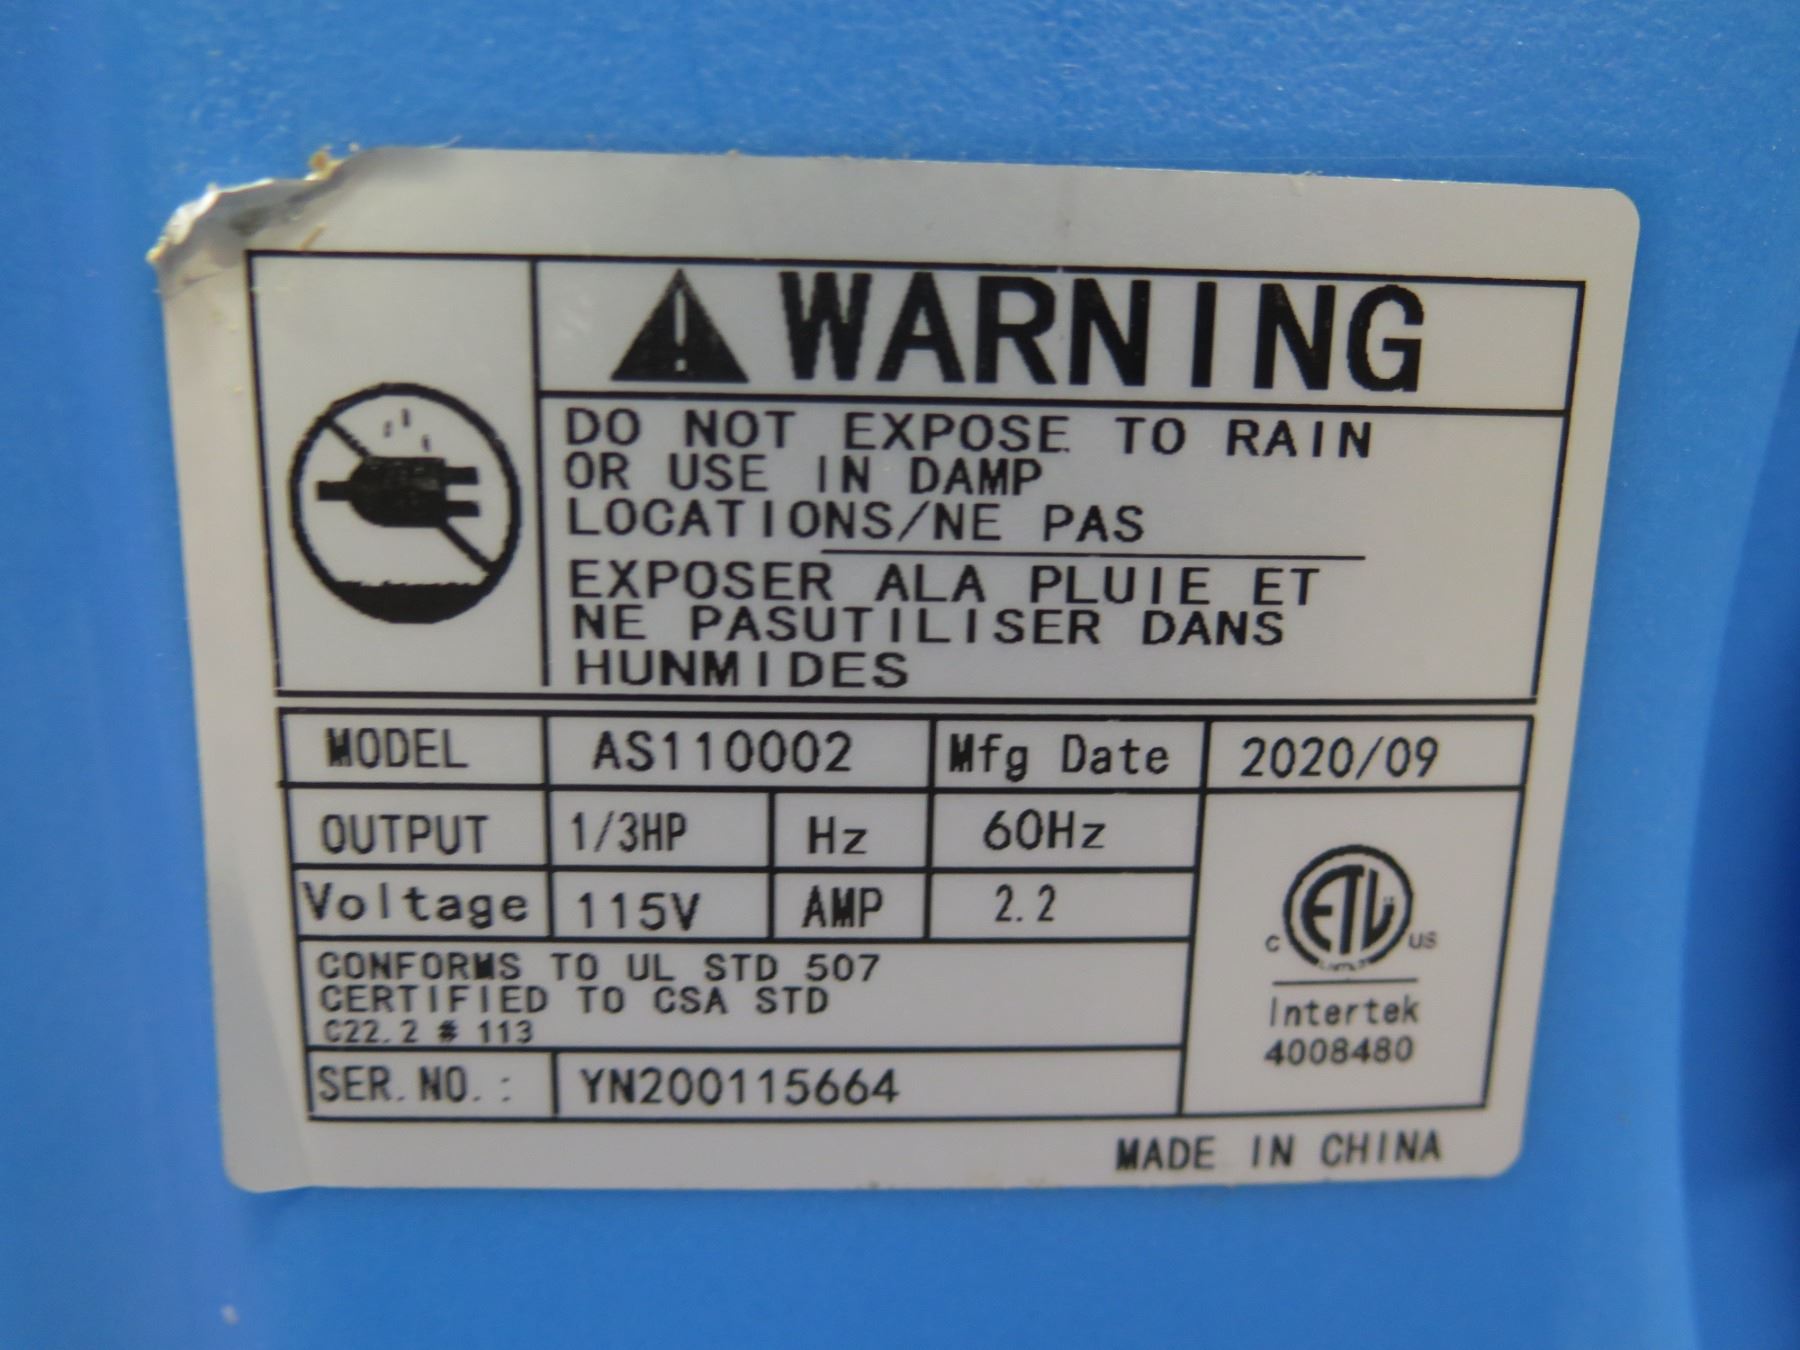 WARNING
DO NOT EXPOSE TO RAIN
OR USE IN DAMP
LOCATIONS/NE PAS
EXPOSER ALA PLUIE ET
NE PASUTILISER DANS
HUNMIDES
MODEL AS110002 Mfg Date 2020/09
OUTPUT 1/3HP Hz 60Hz
Voltage 115V AMP 2.2
CONFORMS TO UL STD 507
CERTIFIED TO CSA STD
C22.2 # 113
SER. NO. : YN200115664
ETL
C US
Intertek
4008480
MADE IN CHINA